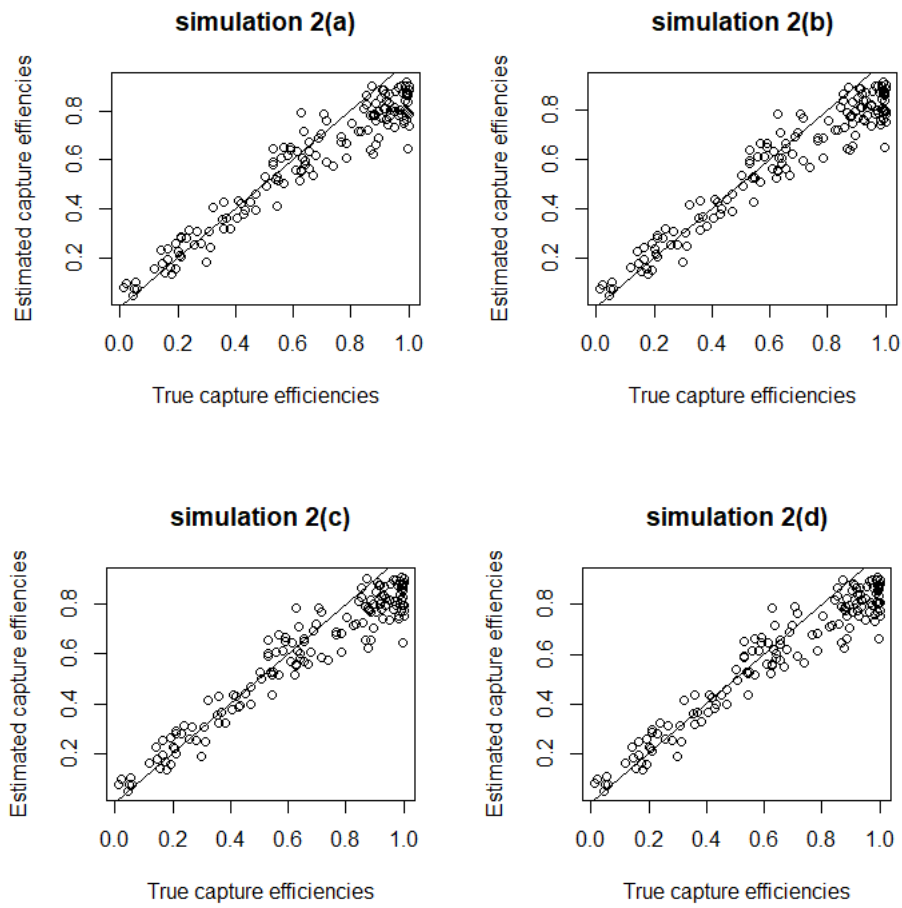 simulation 2(a)
Estimated capture effiencies
0.2 0.4 0.6 0.8
0.0 0.2 0.4 0.6 0.8 1.0
True capture efficiencies
simulation 2(b)
Estimated capture effiencies
0.2 0.4 0.6 0.8
0.0 0.2 0.4 0.6 0.8 1.0
True capture efficiencies
simulation 2(c)
Estimated capture effiencies
0.2 0.4 0.6 0.8
0.0 0.2 0.4 0.6 0.8 1.0
True capture efficiencies
simulation 2(d)
Estimated capture effiencies
0.2 0.4 0.6 0.8
0.0 0.2 0.4 0.6 0.8 1.0
True capture efficiencies